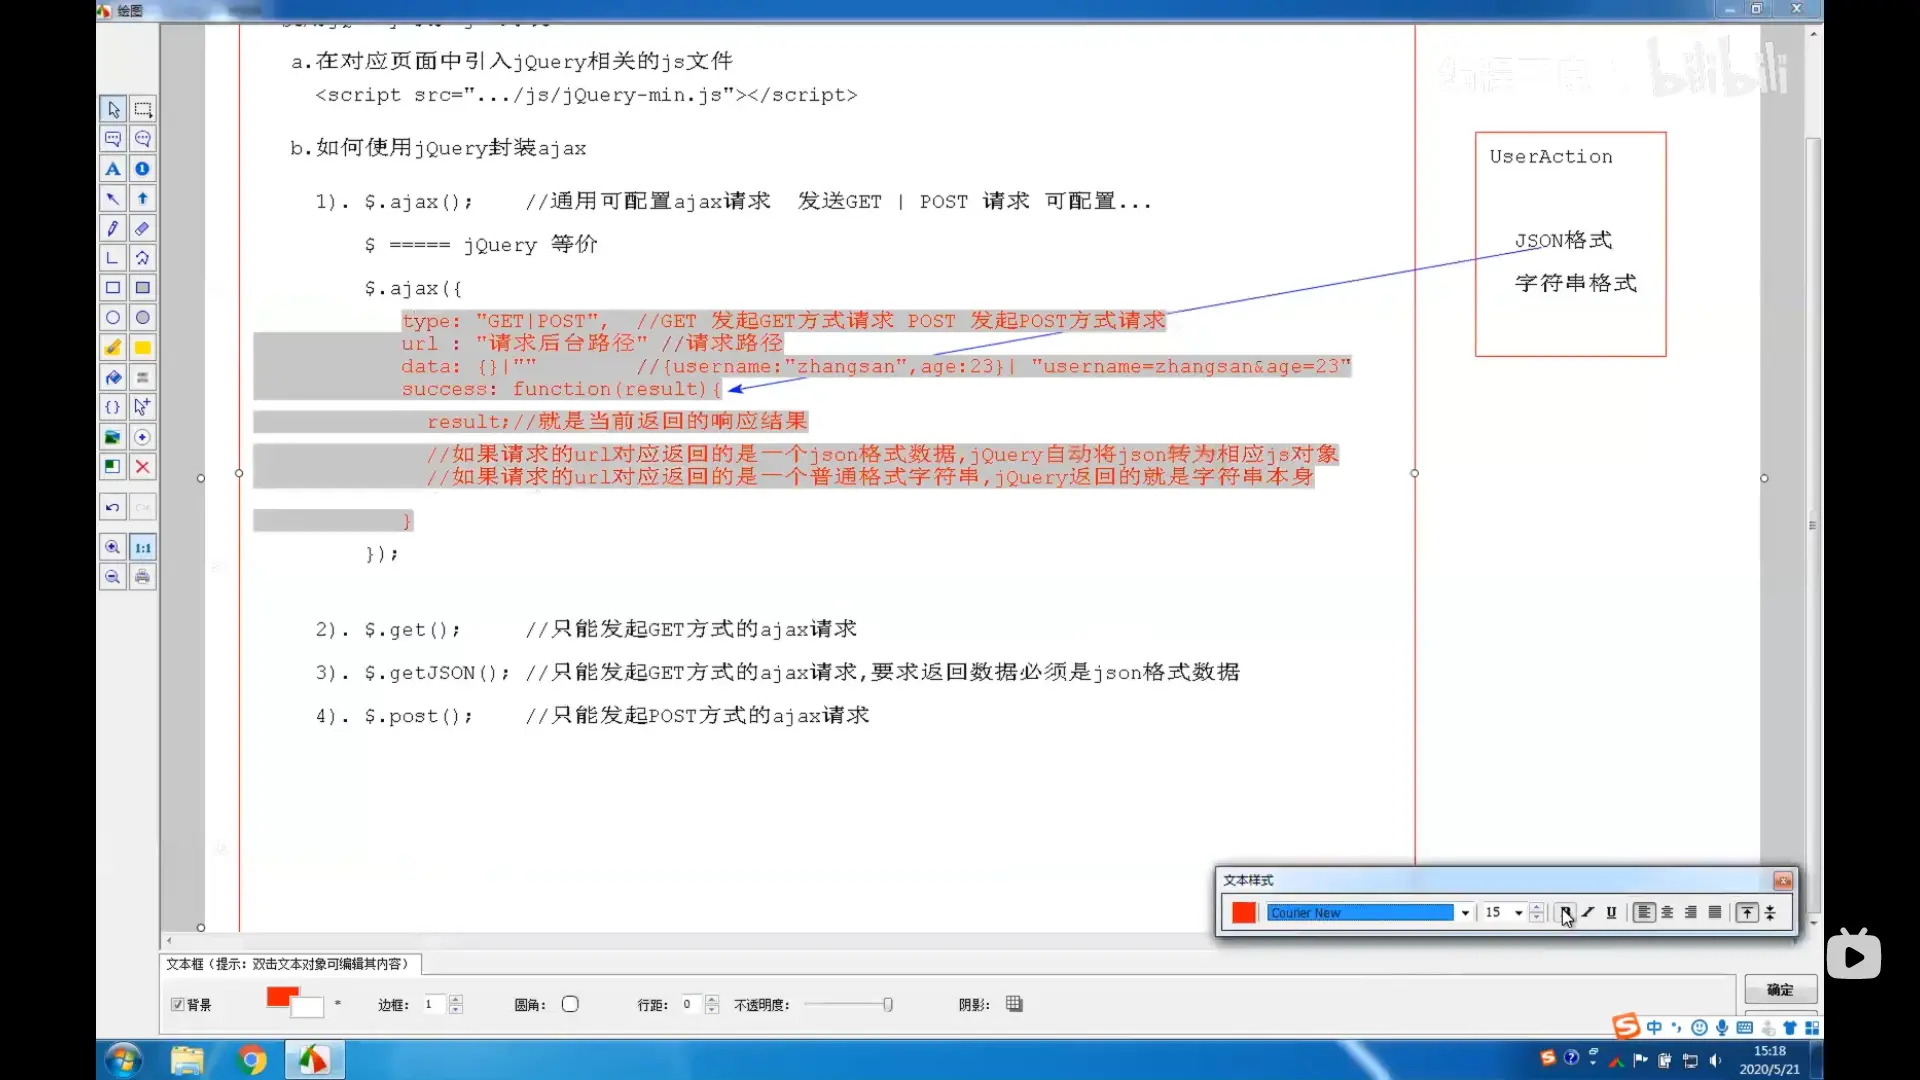 绘图
bilibili
a.在对应页面中引入jQuery相关的js文件
<script src=".../js/jQuery-min.js"></script>
b.如何使用jQuery封装ajax
1). $.ajax(); //通用可配置ajax请求 发送GET | POST 请求 可配置...
$ ===== jQuery 等价
$.ajax({
type: "GET|POST", //GET 发起GET方式请求 POST 发起POST方式请求
url : "请求后台路径" //请求路径
data: {}|"" //{username:"zhangsan",age:23}| "username=zhangsan&age=23"
success: function(result){
result;//就是当前返回的响应结果
//如果请求的url对应返回的是一个json格式数据,jQuery自动将json转为相应js对象
//如果请求的url对应返回的是一个普通格式字符串,jQuery返回的就是字符串本身
}
});
2). $.get(); //只能发起GET方式的ajax请求
3). $.getJSON(); //只能发起GET方式的ajax请求,要求返回数据必须是json格式数据
4). $.post(); //只能发起POST方式的ajax请求
UserAction
JSON格式
字符串格式
1:1
文本样式
Courier New
15
文本框(提示: 双击文本对象可编辑其内容)
背景
边框: 1
圆角:
行距: 0
不透明度:
阴影:
确定
中
15:18
2020/5/21